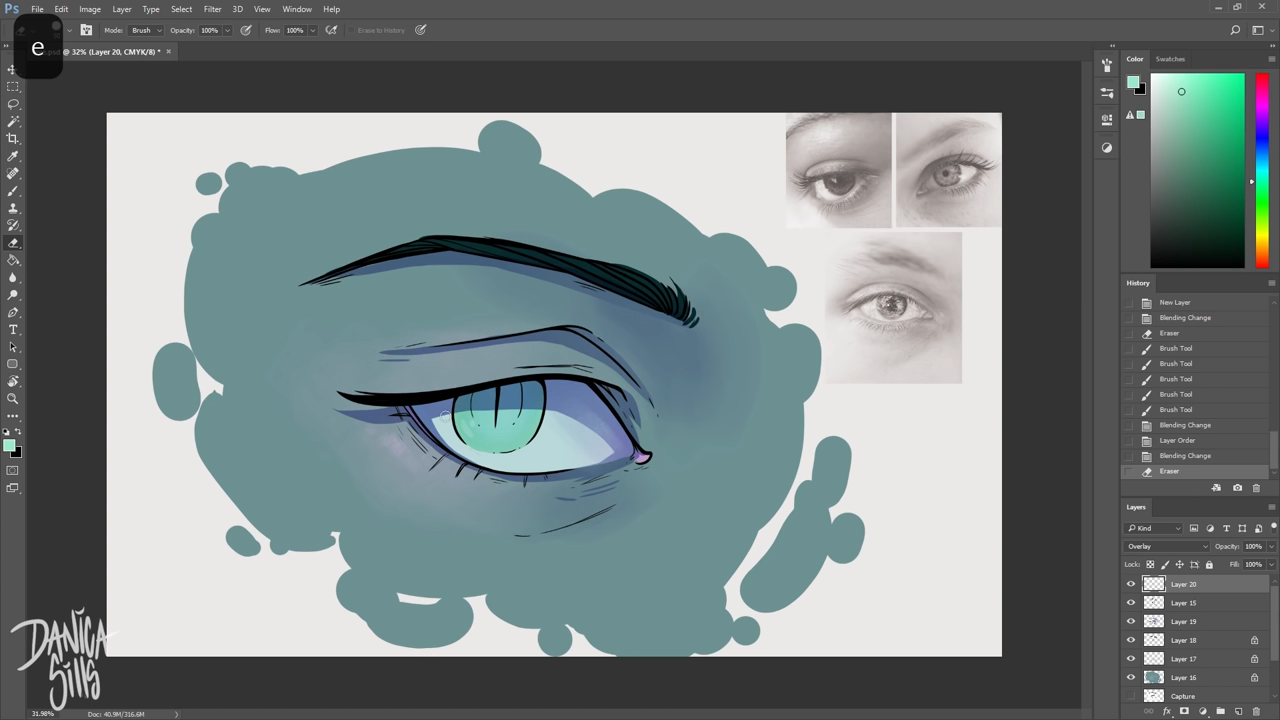 Ps File Edit Image Layer Type Select Filter 3D View Window Help
e
Mode: Brush Opacity: 100% Flow: 100% Erase to History
.psd @ 32% (Layer 20, CMYK/8) * ×
Color Swatches
History
New Layer
Blending Change
Eraser
Brush Tool
Brush Tool
Brush Tool
Brush Tool
Brush Tool
Blending Change
Layer Order
Blending Change
Eraser
Layers
Kind
Overlay Opacity: 100%
Lock: Fill: 100%
Layer 20
Layer 15
Layer 19
Layer 18
Layer 17
Layer 16
Capture
fx
DANICA
Sills
31.98% Doc: 40.9M/316.6M